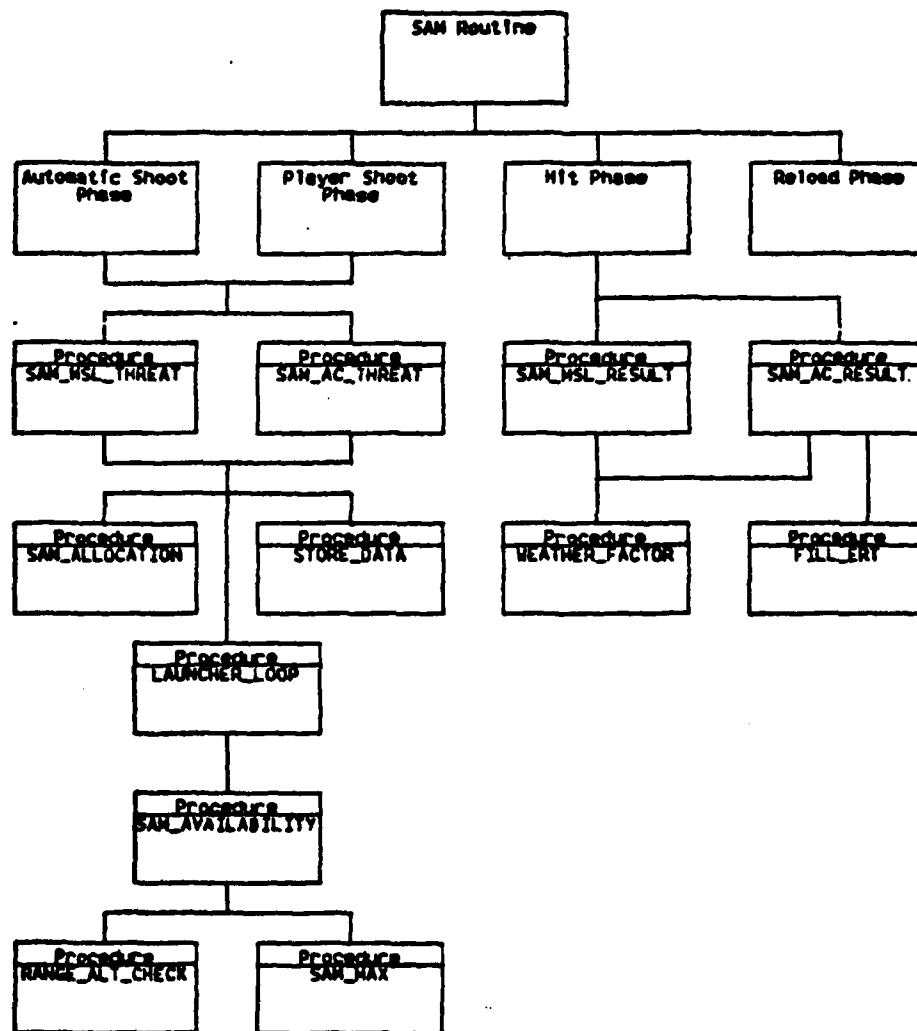 SAM Routine
Automatic Shoot
Phase
Player Shoot
Phase
Hit Phase
Reload Phase
Procedure
SAM_MSL_THREAT
Procedure
SAM_AC_THREAT
Procedure
SAM_MSL_RESULT
Procedure
SAM_AC_RESULT
Procedure
SAM_ALLOCATION
Procedure
STORE_DATA
Procedure
WEATHER_FACTOR
Procedure
FILL_ERT
Procedure
LAUNCHER_LOOP
Procedure
SAM_AVAILABILITY
Procedure
RANGE_ALT_CHECK
Procedure
SAM_MAX